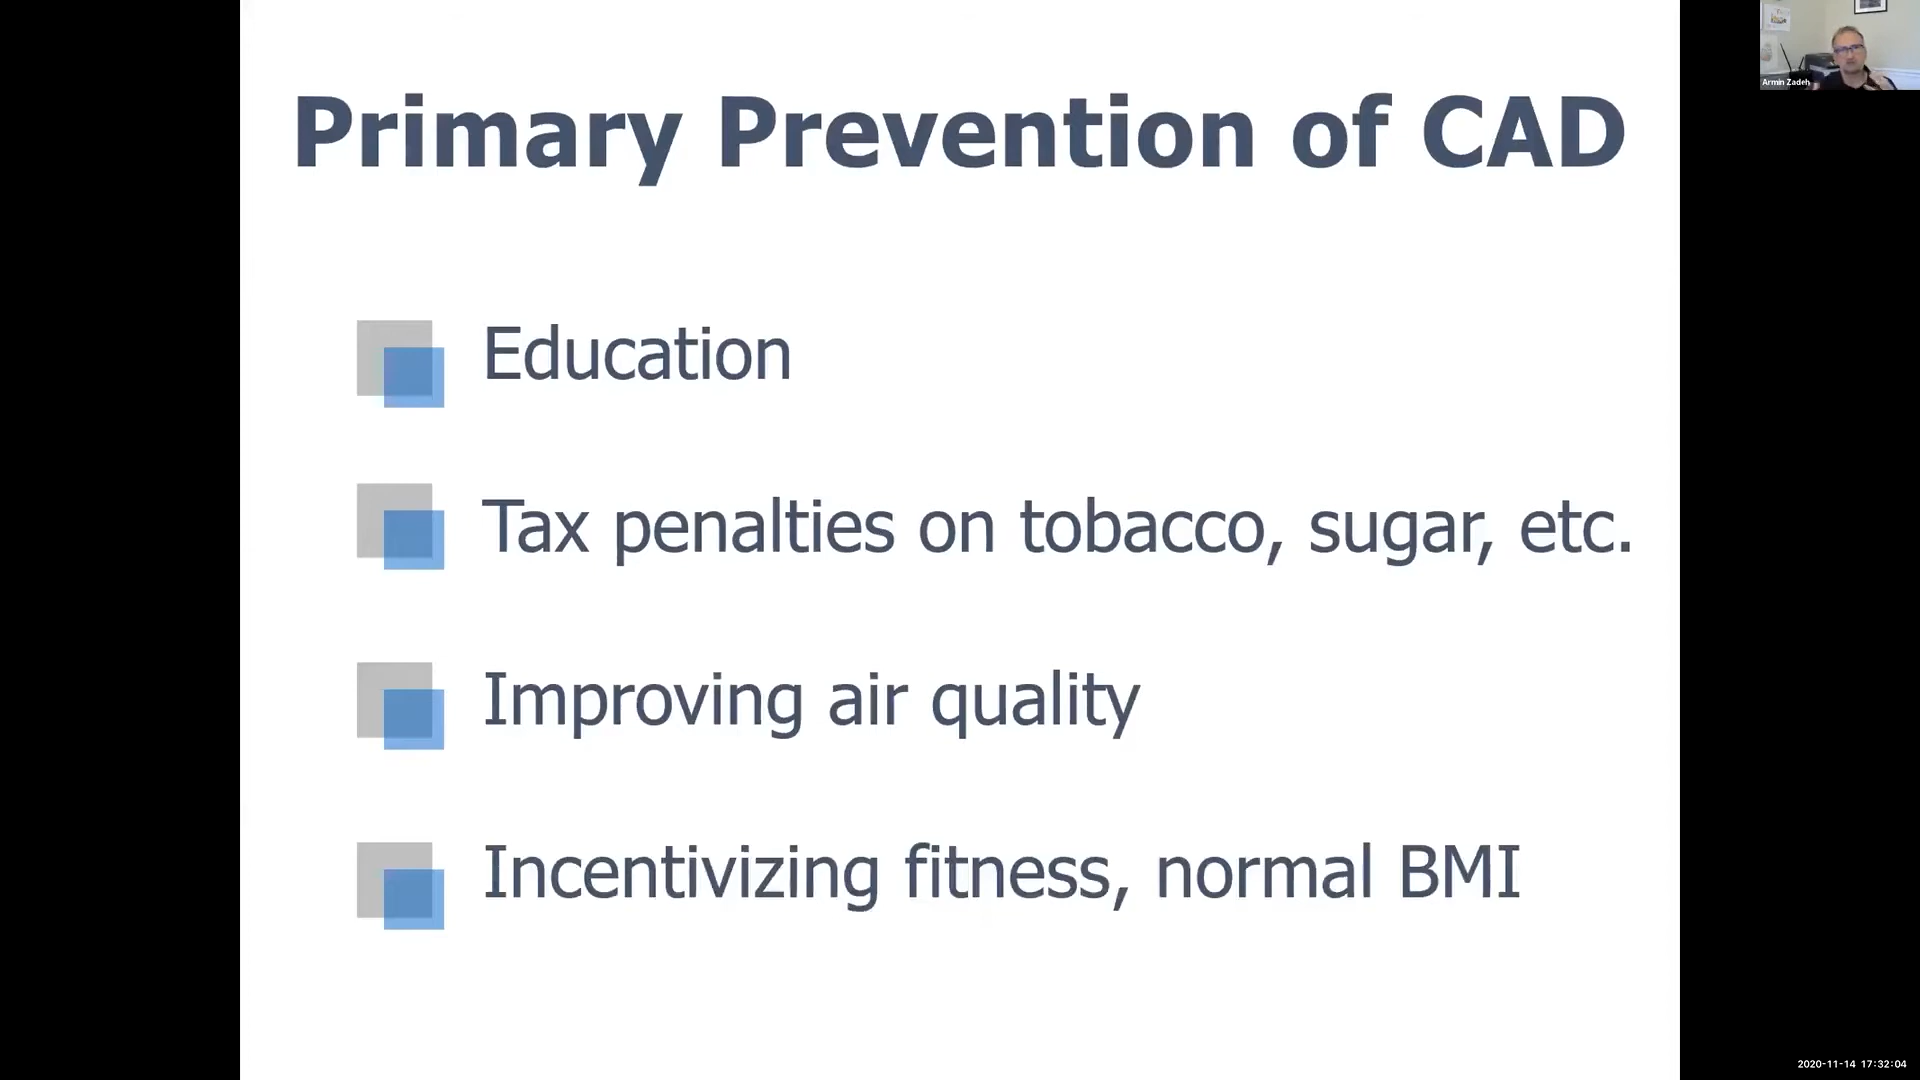 Primary Prevention of CAD
Armin Zadeh
Education
Tax penalties on tobacco, sugar, etc.
Improving air quality
Incentivizing fitness, normal BMI
2020-11-14 17:32:04